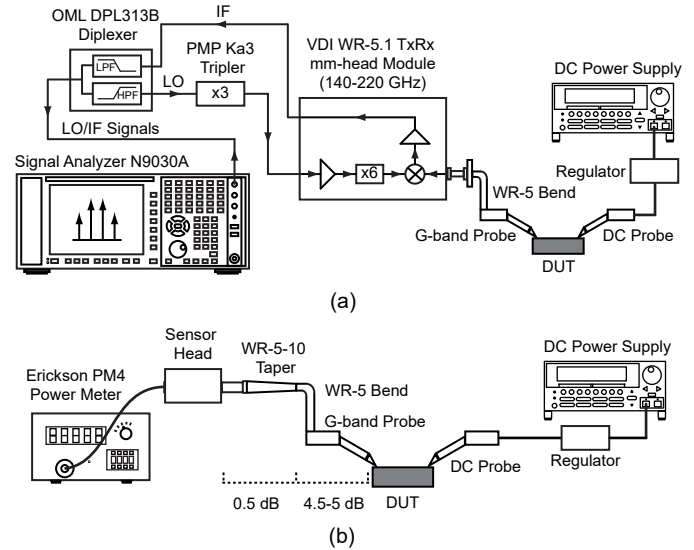 OML DPL313B
Diplexer
IF
PMP Ka3
Tripler
VDI WR-5.1 TxRx
mm-head Module
(140-220 GHz)
DC Power Supply
LPF
HPF
LO
x3
LO/IF Signals
Signal Analyzer N9030A
x6
Regulator
WR-5 Bend
G-band Probe
DC Probe
DUT
(a)
Sensor
Head
WR-5-10
Taper
DC Power Supply
Erickson PM4
Power Meter
WR-5 Bend
G-band Probe
DC Probe
Regulator
0.5 dB
4.5-5 dB
DUT
(b)